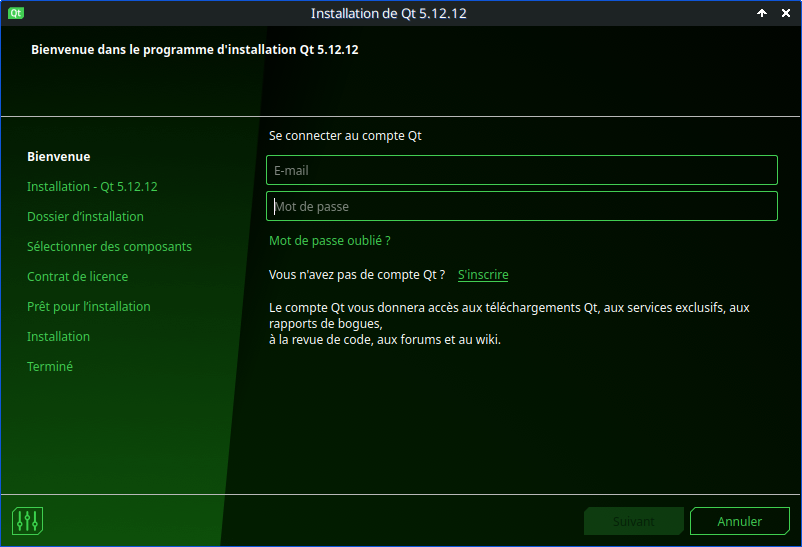 Qt
Installation de Qt 5.12.12
Bienvenue dans le programme d'installation Qt 5.12.12
Bienvenue
Installation - Qt 5.12.12
Dossier d’installation
Sélectionner des composants
Contrat de licence
Prêt pour l’installation
Installation
Terminé
Se connecter au compte Qt
E-mail
Mot de passe
Mot de passe oublié ?
Vous n'avez pas de compte Qt ? S'inscrire
Le compte Qt vous donnera accès aux téléchargements Qt, aux services exclusifs, aux
rapports de bogues,
à la revue de code, aux forums et au wiki.
Suivant
Annuler